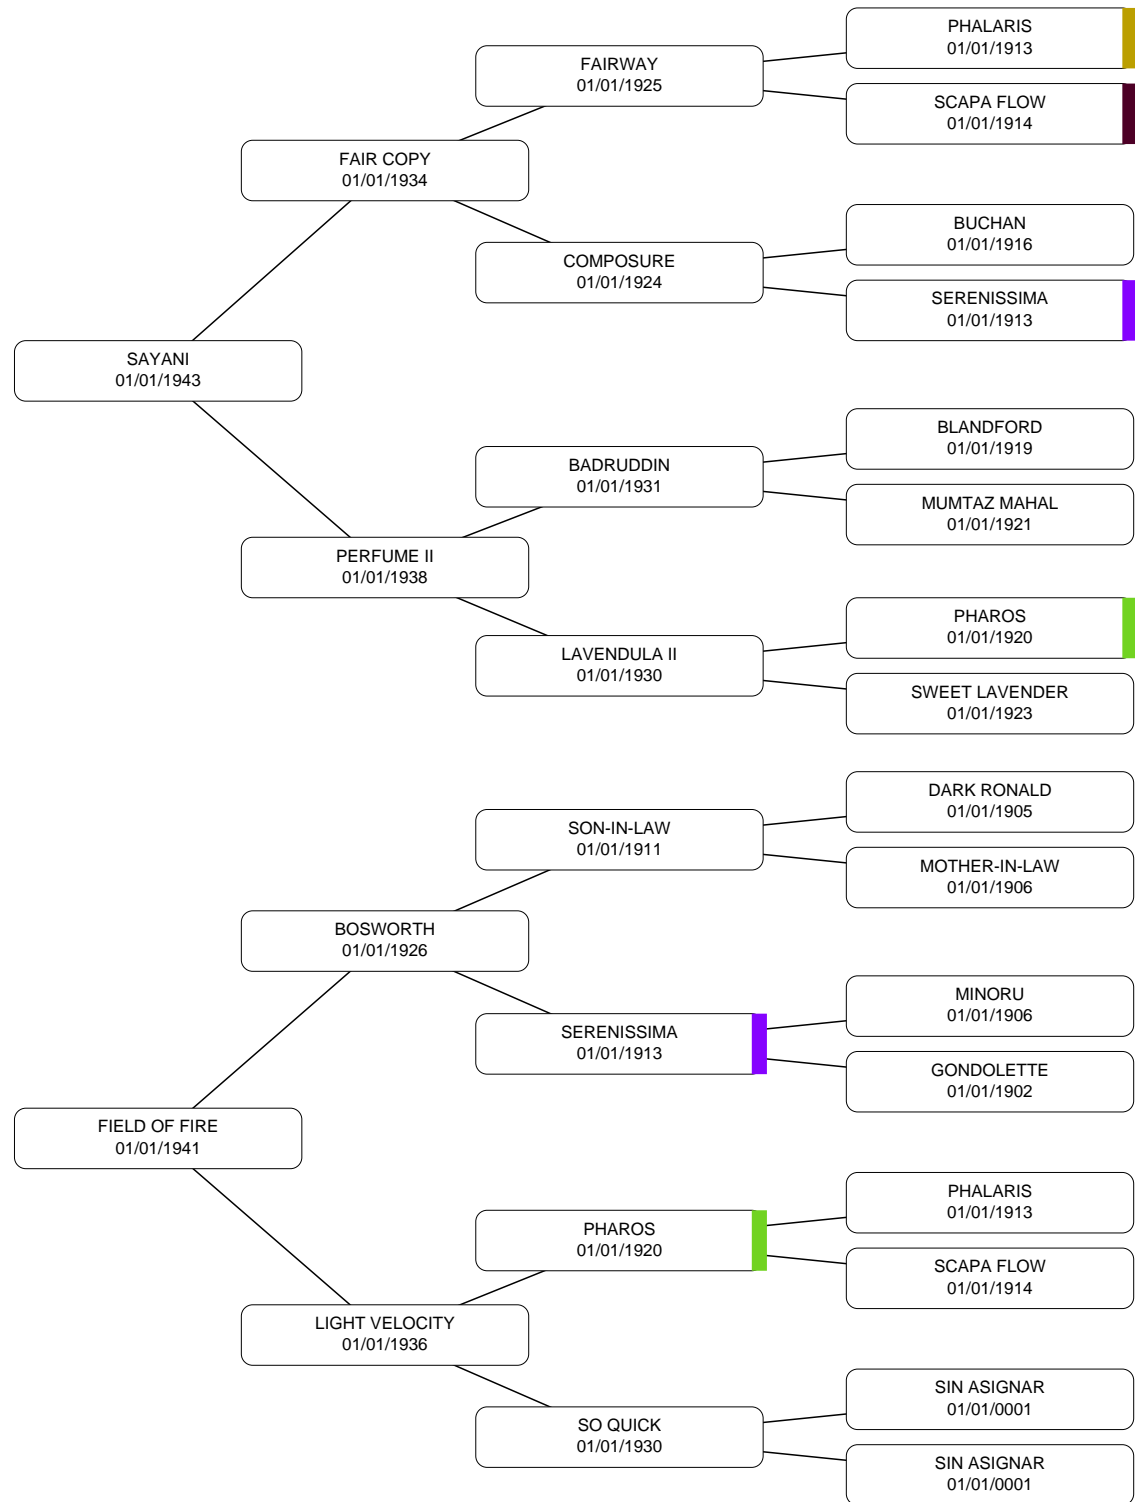 PHALARIS
01/01/1913
FAIRWAY
01/01/1925
SCAPA FLOW
01/01/1914
FAIR COPY
01/01/1934
BUCHAN
01/01/1916
COMPOSURE
01/01/1924
SERENISSIMA
01/01/1913
SAYANI
01/01/1943
BLANDFORD
01/01/1919
BADRUDDIN
01/01/1931
MUMTAZ MAHAL
01/01/1921
PERFUME II
01/01/1938
PHAROS
01/01/1920
LAVENDULA II
01/01/1930
SWEET LAVENDER
01/01/1923
DARK RONALD
01/01/1905
SON-IN-LAW
01/01/1911
MOTHER-IN-LAW
01/01/1906
BOSWORTH
01/01/1926
MINORU
01/01/1906
SERENISSIMA
01/01/1913
GONDOLETTE
01/01/1902
FIELD OF FIRE
01/01/1941
PHALARIS
01/01/1913
PHAROS
01/01/1920
SCAPA FLOW
01/01/1914
LIGHT VELOCITY
01/01/1936
SIN ASIGNAR
01/01/0001
SO QUICK
01/01/1930
SIN ASIGNAR
01/01/0001